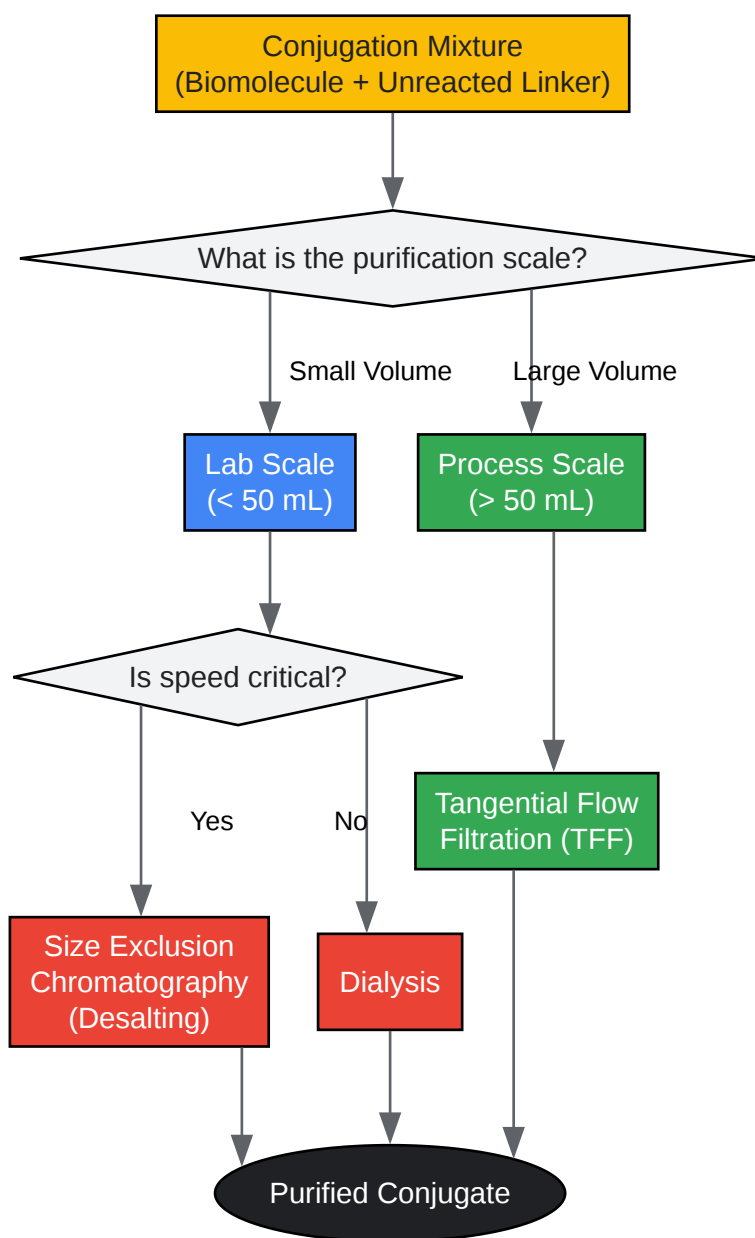 Conjugation Mixture
(Biomolecule + Unreacted Linker)
What is the purification scale?
Small Volume
Large Volume
Lab Scale
(< 50 mL)
Process Scale
(> 50 mL)
Is speed critical?
Yes
No
Tangential Flow
Filtration (TFF)
Size Exclusion
Chromatography
(Desalting)
Dialysis
Purified Conjugate